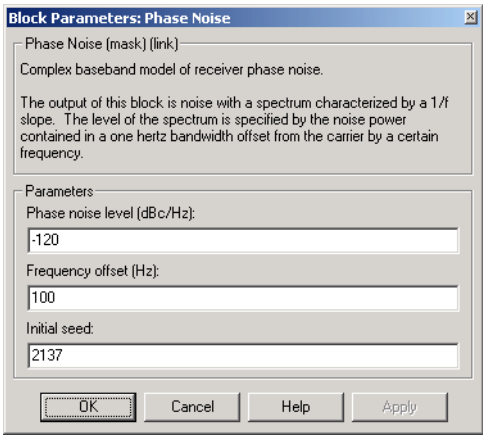 Block Parameters: Phase Noise
Phase Noise (mask) (link)
Complex baseband model of receiver phase noise.
The output of this block is noise with a spectrum characterized by a 1/f
slope.  The level of the spectrum is specified by the noise power
contained in a one hertz bandwidth offset from the carrier by a certain
frequency.
Parameters
Phase noise level (dBc/Hz):
-120
Frequency offset (Hz):
100
Initial seed:
2137
OK Cancel Help Apply